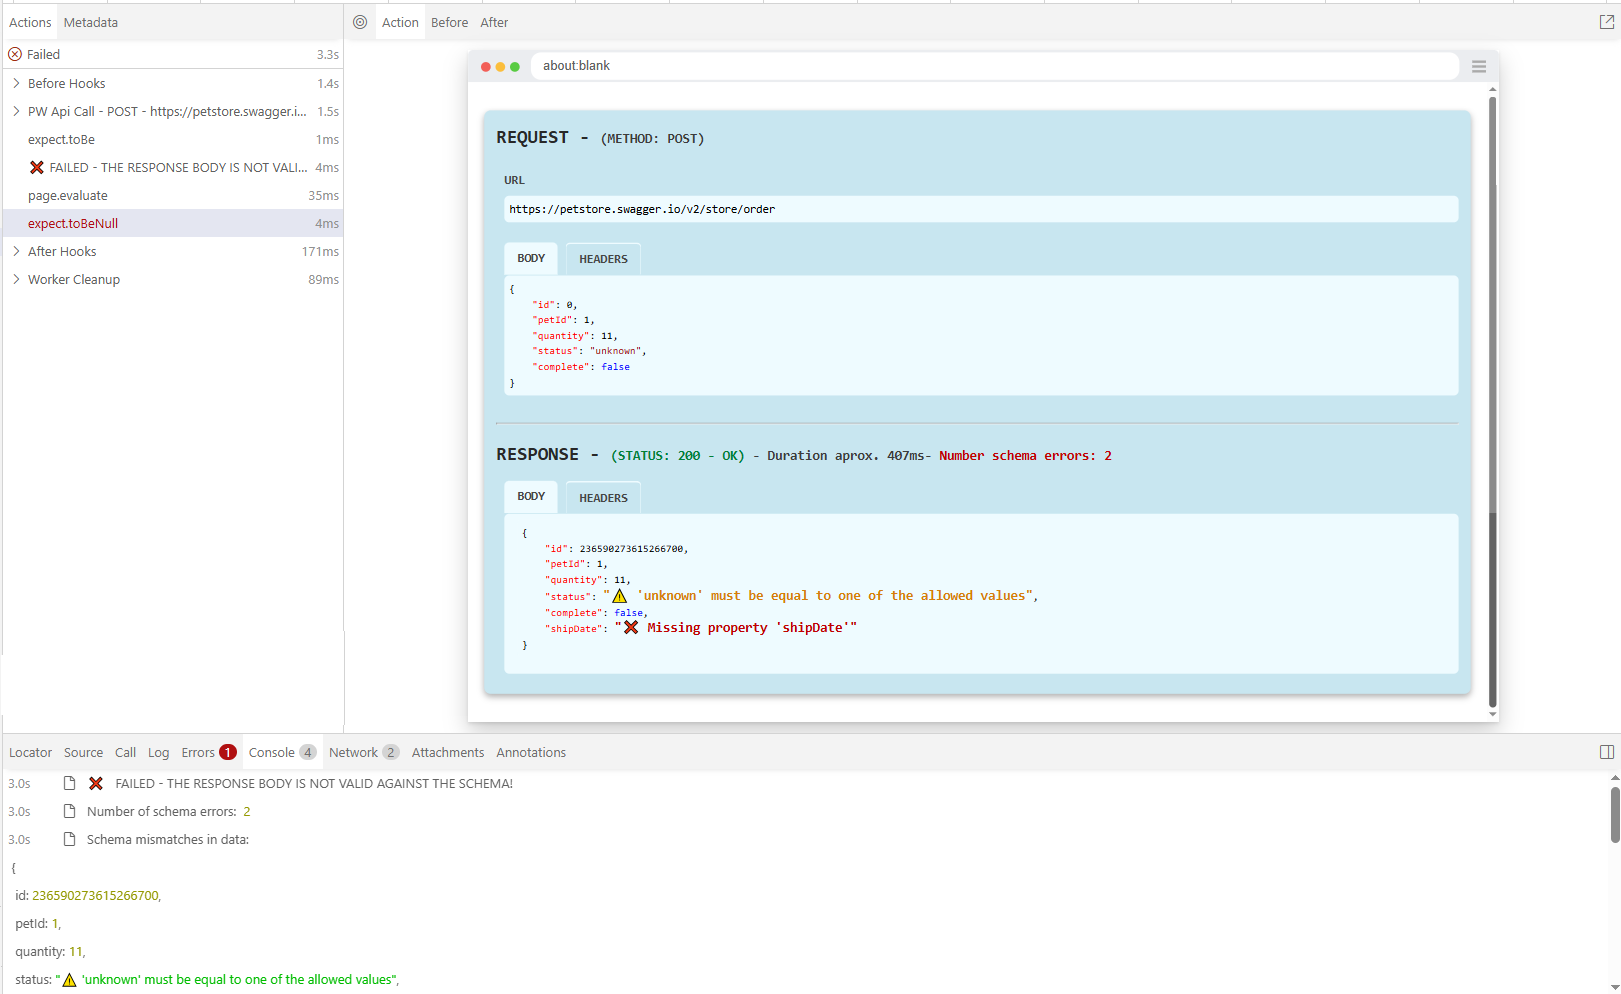 Actions Metadata
Failed 3.3s
Before Hooks 1.4s
PW Api Call - POST - https://petstore.swagger.i... 1.5s
expect.toBe 1ms
❌ FAILED - THE RESPONSE BODY IS NOT VALI... 4ms
page.evaluate 35ms
expect.toBeNull 4ms
After Hooks 171ms
Worker Cleanup 89ms
Action Before After
about:blank
REQUEST - (METHOD: POST)
URL
https://petstore.swagger.io/v2/store/order
BODY HEADERS
{
"id": 0,
"petId": 1,
"quantity": 11,
"status": "unknown",
"complete": false
}
RESPONSE - (STATUS: 200 - OK) - Duration aprox. 407ms- Number schema errors: 2
BODY HEADERS
{
"id": 236590273615266700,
"petId": 1,
"quantity": 11,
"status": "⚠️ 'unknown' must be equal to one of the allowed values",
"complete": false,
"shipDate": "❌ Missing property 'shipDate'"
}
Locator Source Call Log Errors 1 Console 4 Network 2 Attachments Annotations
3.0s ❌ FAILED - THE RESPONSE BODY IS NOT VALID AGAINST THE SCHEMA!
3.0s Number of schema errors: 2
3.0s Schema mismatches in data:
{
id: 236590273615266700,
petId: 1,
quantity: 11,
status: "⚠️ 'unknown' must be equal to one of the allowed values",